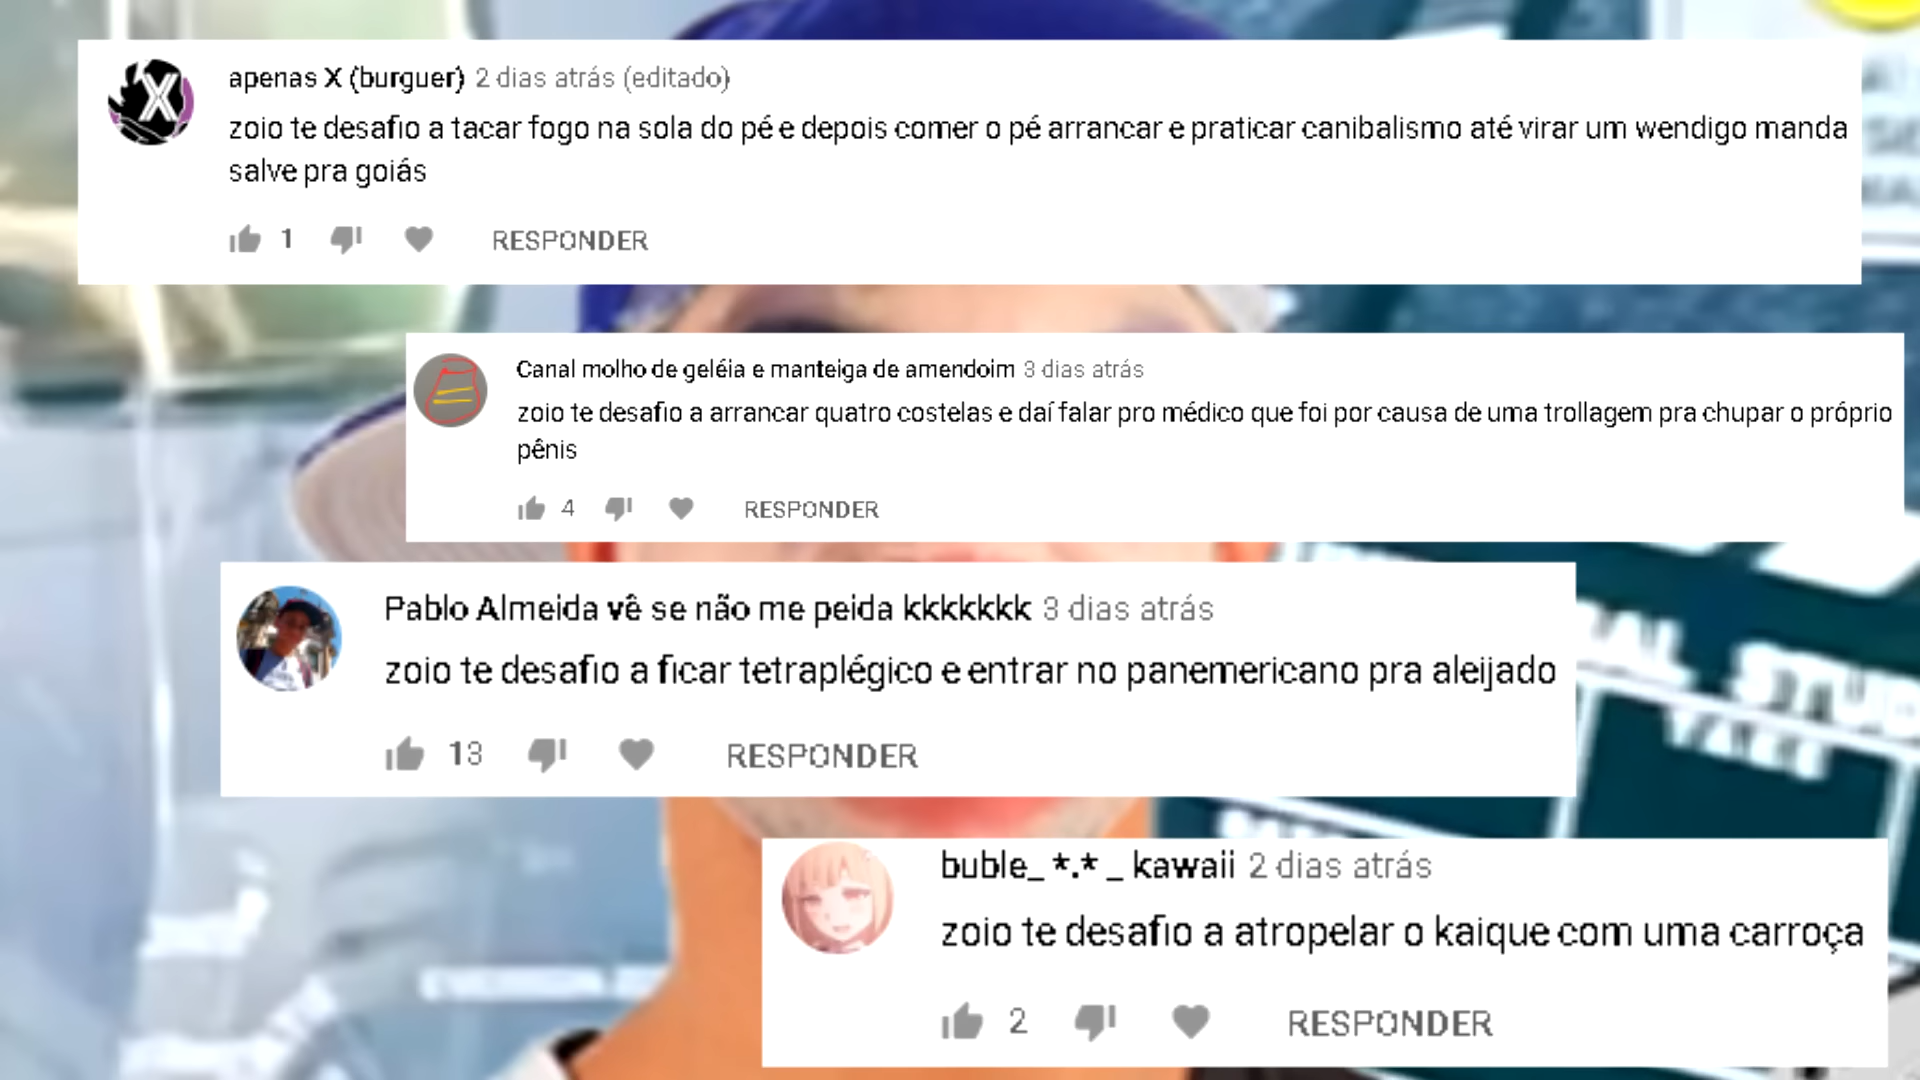 apenas X (burguer) 2 dias atrás (editado)
zoio te desafio a tacar fogo na sola do pé e depois comer o pé arrancar e praticar canibalismo até virar um wendigo manda
salve pra goiás
1 RESPONDER
Canal molho de geléia e manteiga de amendoim 3 dias atrás
zoio te desafio a arrancar quatro costelas e daí falar pro médico que foi por causa de uma trollagem pra chupar o próprio
pênis
4 RESPONDER
Pablo Almeida vê se não me peida kkkkkkk 3 dias atrás
zoio te desafio a ficar tetraplégico e entrar no panemericano pra aleijado
13 RESPONDER
buble_ *.* _ kawaii 2 dias atrás
zoio te desafio a atropelar o kaique com uma carroça
2 RESPONDER